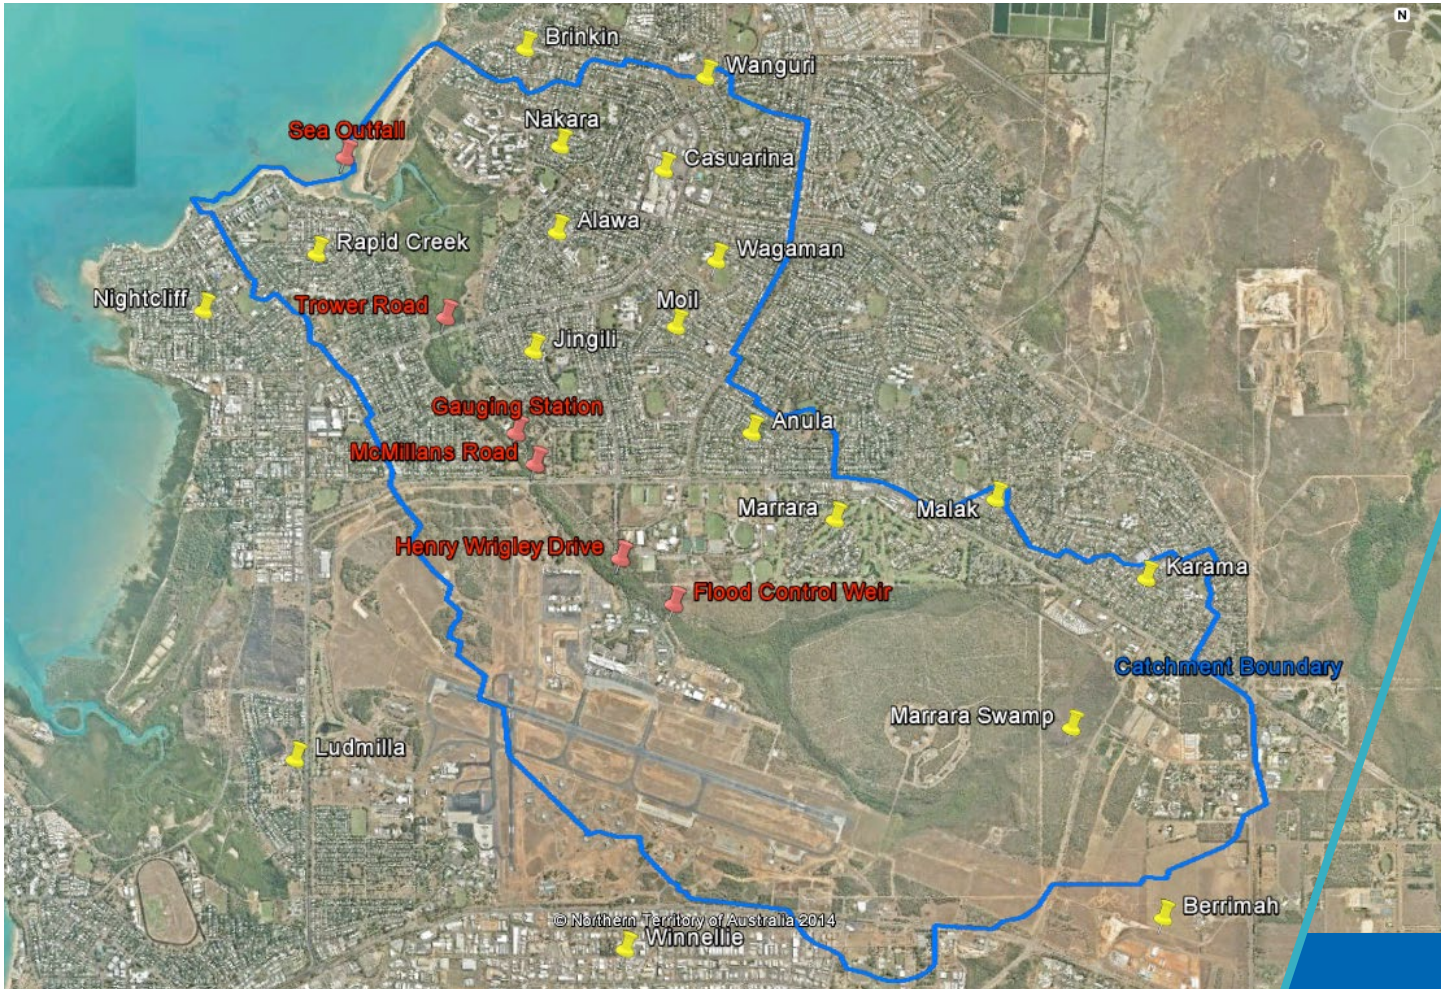 N
Brinkin
Wanguri
Nakara
Sea Outfall
Casuarina
Alawa
Rapid Creek
Wagaman
Nightcliff
Trower Road
Moil
Jingili
Gauging Station
Anula
McMillans Road
Marrara
Malak
Henry Wrigley Drive
Karama
Flood Control Weir
Catchment Boundary
Marrara Swamp
Ludmilla
Berrimah
© Northern Territory of Australia 2014
Winnellie